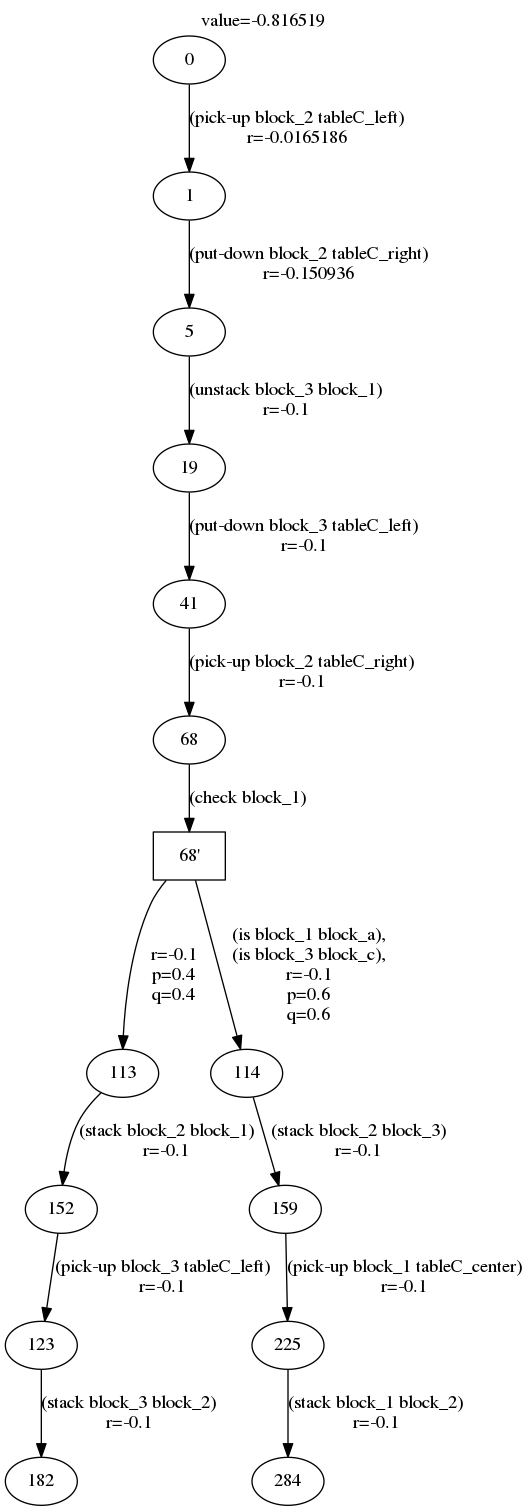 value=-0.816519
0
(pick-up block_2 tableC_left)
r=-0.0165186
1
(put-down block_2 tableC_right)
r=-0.150936
5
(unstack block_3 block_1)
r=-0.1
19
(put-down block_3 tableC_left)
r=-0.1
41
(pick-up block_2 tableC_right)
r=-0.1
68
(check block_1)
68'
r=-0.1
p=0.4
q=0.4
(is block_1 block_a),
(is block_3 block_c),
r=-0.1
p=0.6
q=0.6
113
114
(stack block_2 block_1)
r=-0.1
(stack block_2 block_3)
r=-0.1
152
159
(pick-up block_3 tableC_left)
r=-0.1
(pick-up block_1 tableC_center)
r=-0.1
123
225
(stack block_3 block_2)
r=-0.1
(stack block_1 block_2)
r=-0.1
182
284